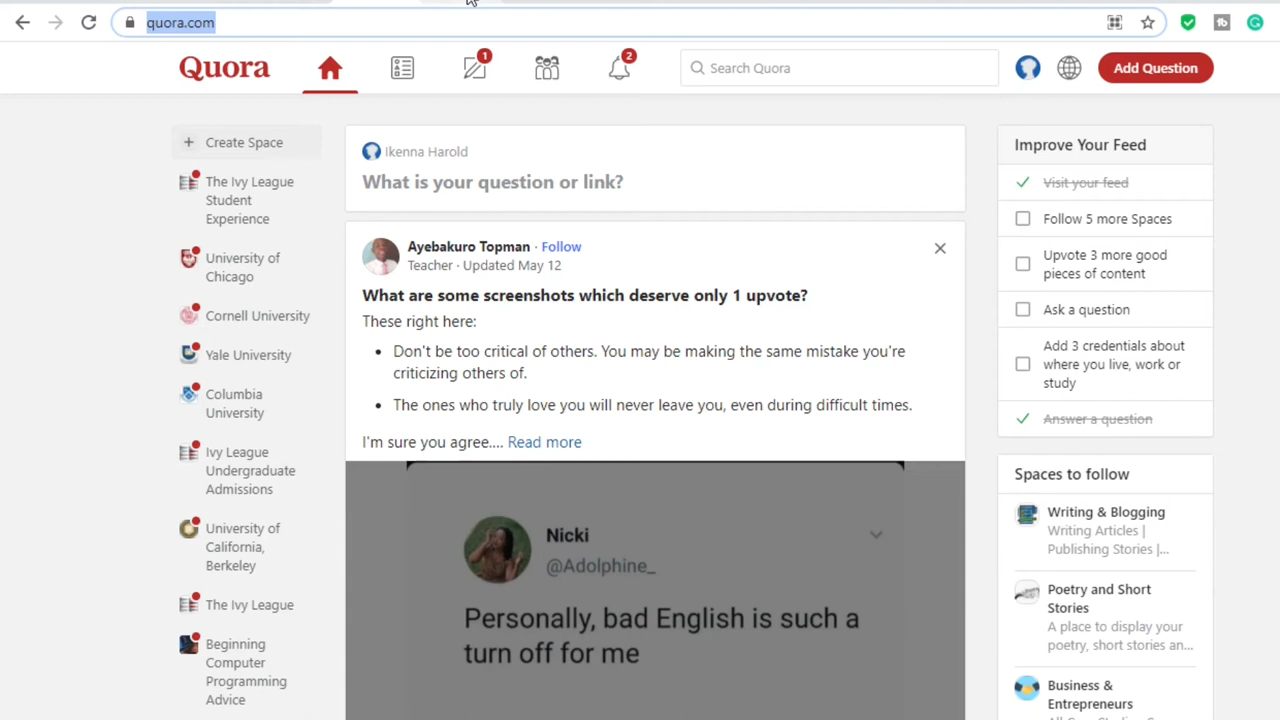 quora.com
Quora
1
2
Search Quora
Add Question
Create Space
The Ivy League
Student
Experience
University of
Chicago
Cornell University
Yale University
Columbia
University
Ivy League
Undergraduate
Admissions
University of
California,
Berkeley
The Ivy League
Beginning
Computer
Programming
Advice
Ikenna Harold
What is your question or link?
Ayebakuro Topman · Follow
Teacher · Updated May 12
What are some screenshots which deserve only 1 upvote?
These right here:
• Don't be too critical of others. You may be making the same mistake you're
criticizing others of.
• The ones who truly love you will never leave you, even during difficult times.
I'm sure you agree.... Read more
Nicki
@Adolphine_
Personally, bad English is such a
turn off for me
Improve Your Feed
Visit your feed
Follow 5 more Spaces
Upvote 3 more good
pieces of content
Ask a question
Add 3 credentials about
where you live, work or
study
Answer a question
Spaces to follow
Writing & Blogging
Writing Articles |
Publishing Stories |...
Poetry and Short
Stories
A place to display your
poetry, short stories an...
Business &
Entrepreneurs